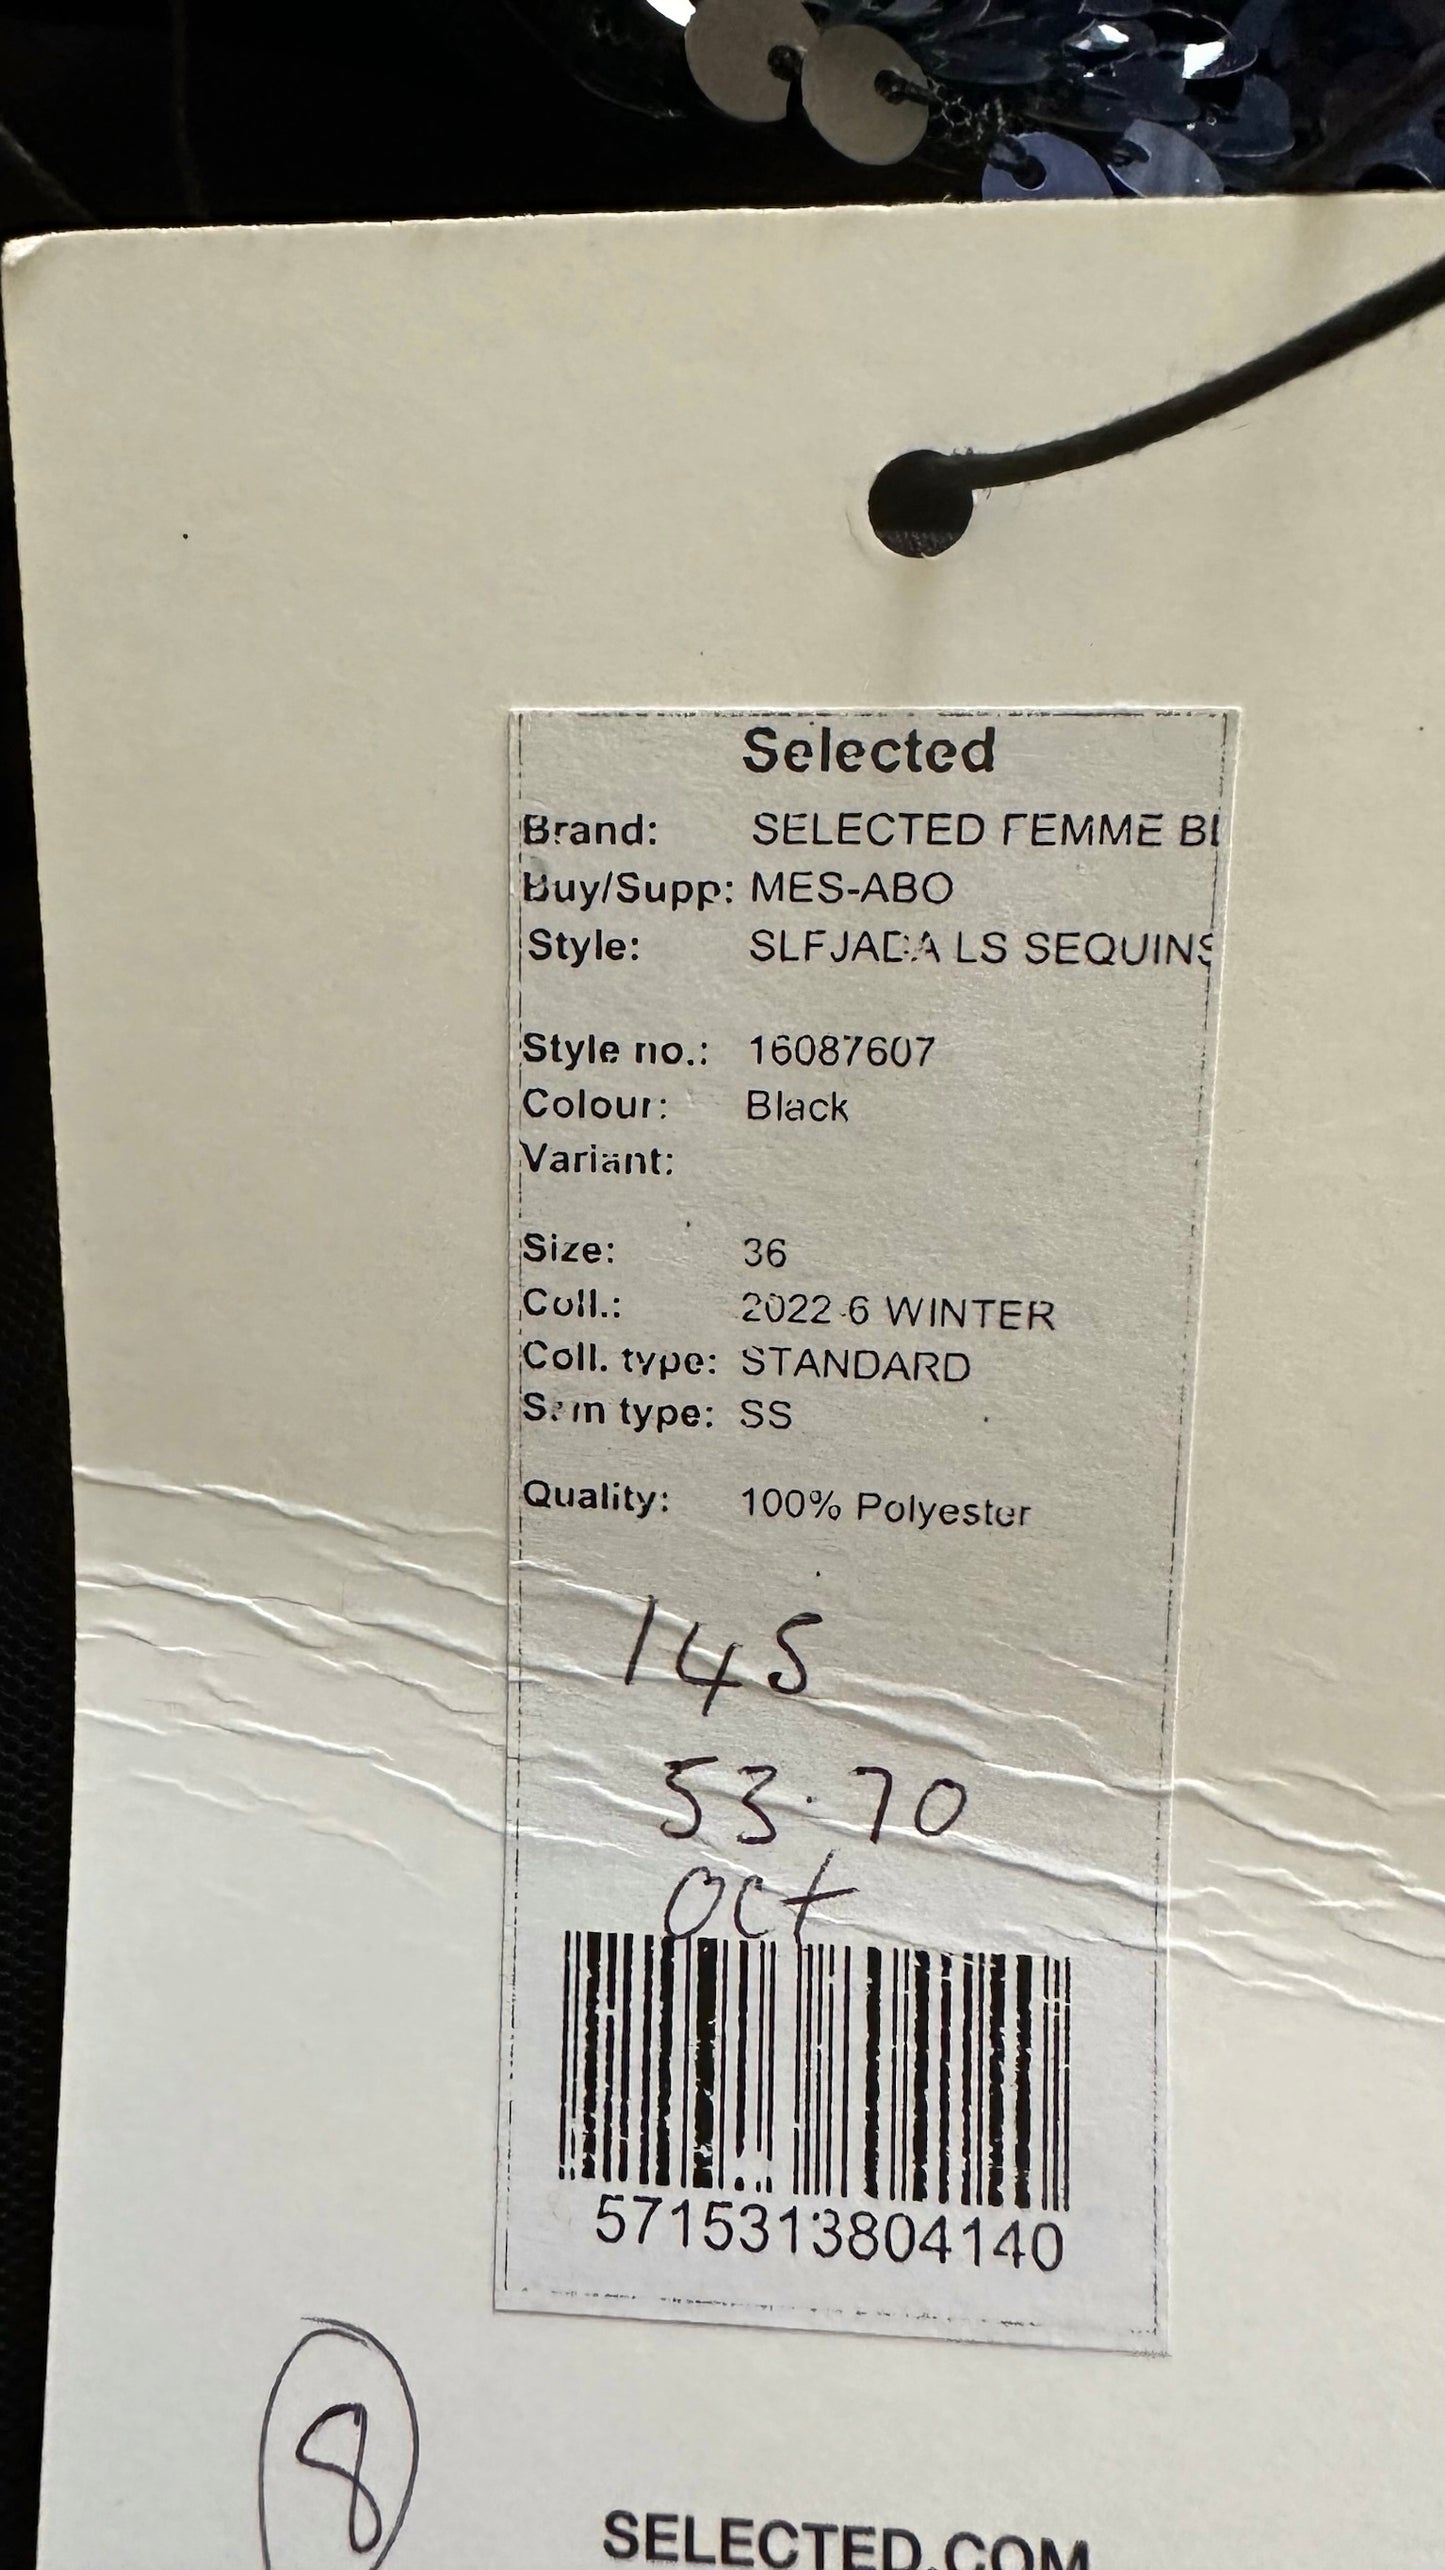 Selected
Brand: SELECTED FEMME
Buy/Supp: MES-ABO
Style: SLFJADA LS SEQUINS
Style no.: 16087607
Colour: Black
Variant:
Size: 36
Coll.: 2022-6 WINTER
Coll. type: STANDARD
Sam type: SS
Quality: 100% Polyester
145
53.70
Oct
5715313804140
8
SELECTED.COM